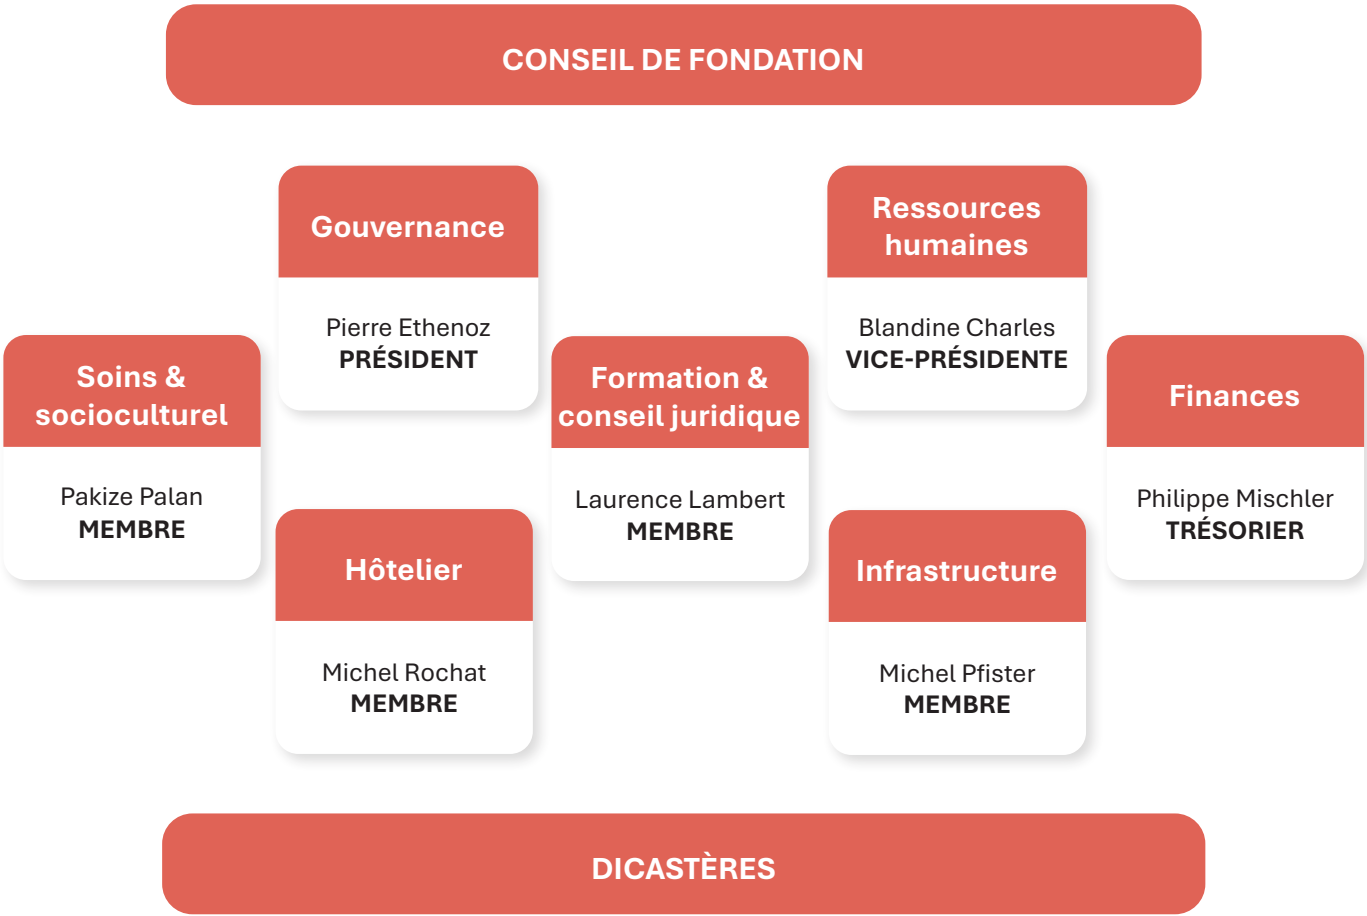 CONSEIL DE FONDATION
Gouvernance
Pierre Ethenoz
PRÉSIDENT
Ressources
humaines
Blandine Charles
VICE-PRÉSIDENTE
Soins &
socioculturel
Pakize Palan
MEMBRE
Formation &
conseil juridique
Laurence Lambert
MEMBRE
Finances
Philippe Mischler
TRÉSORIER
Hôtelier
Michel Rochat
MEMBRE
Infrastructure
Michel Pfister
MEMBRE
DICASTÈRES